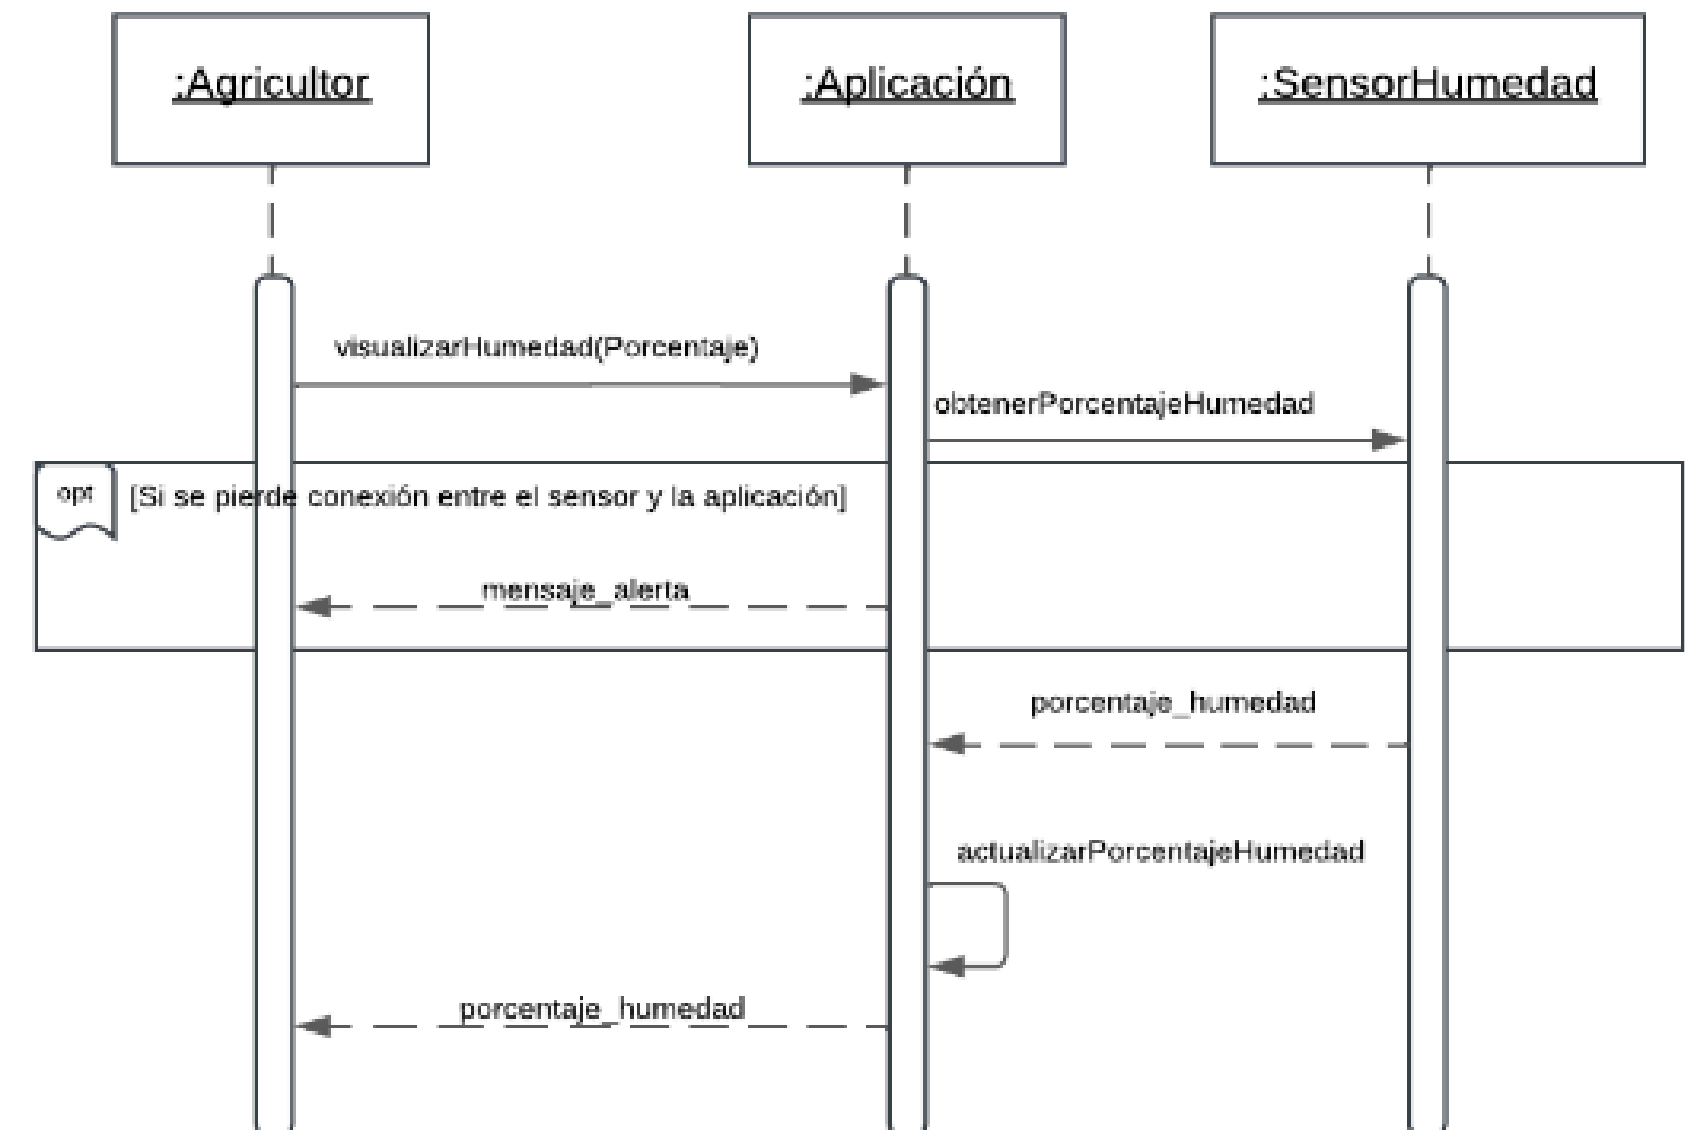 :Agricultor
:Aplicación
:SensorHumedad
visualizarHumedad(Porcentaje)
obtenerPorcentajeHumedad
opt
[Si se pierde conexión entre el sensor y la aplicación]
mensaje_alerta
porcentaje_humedad
actualizarPorcentajeHumedad
porcentaje_humedad